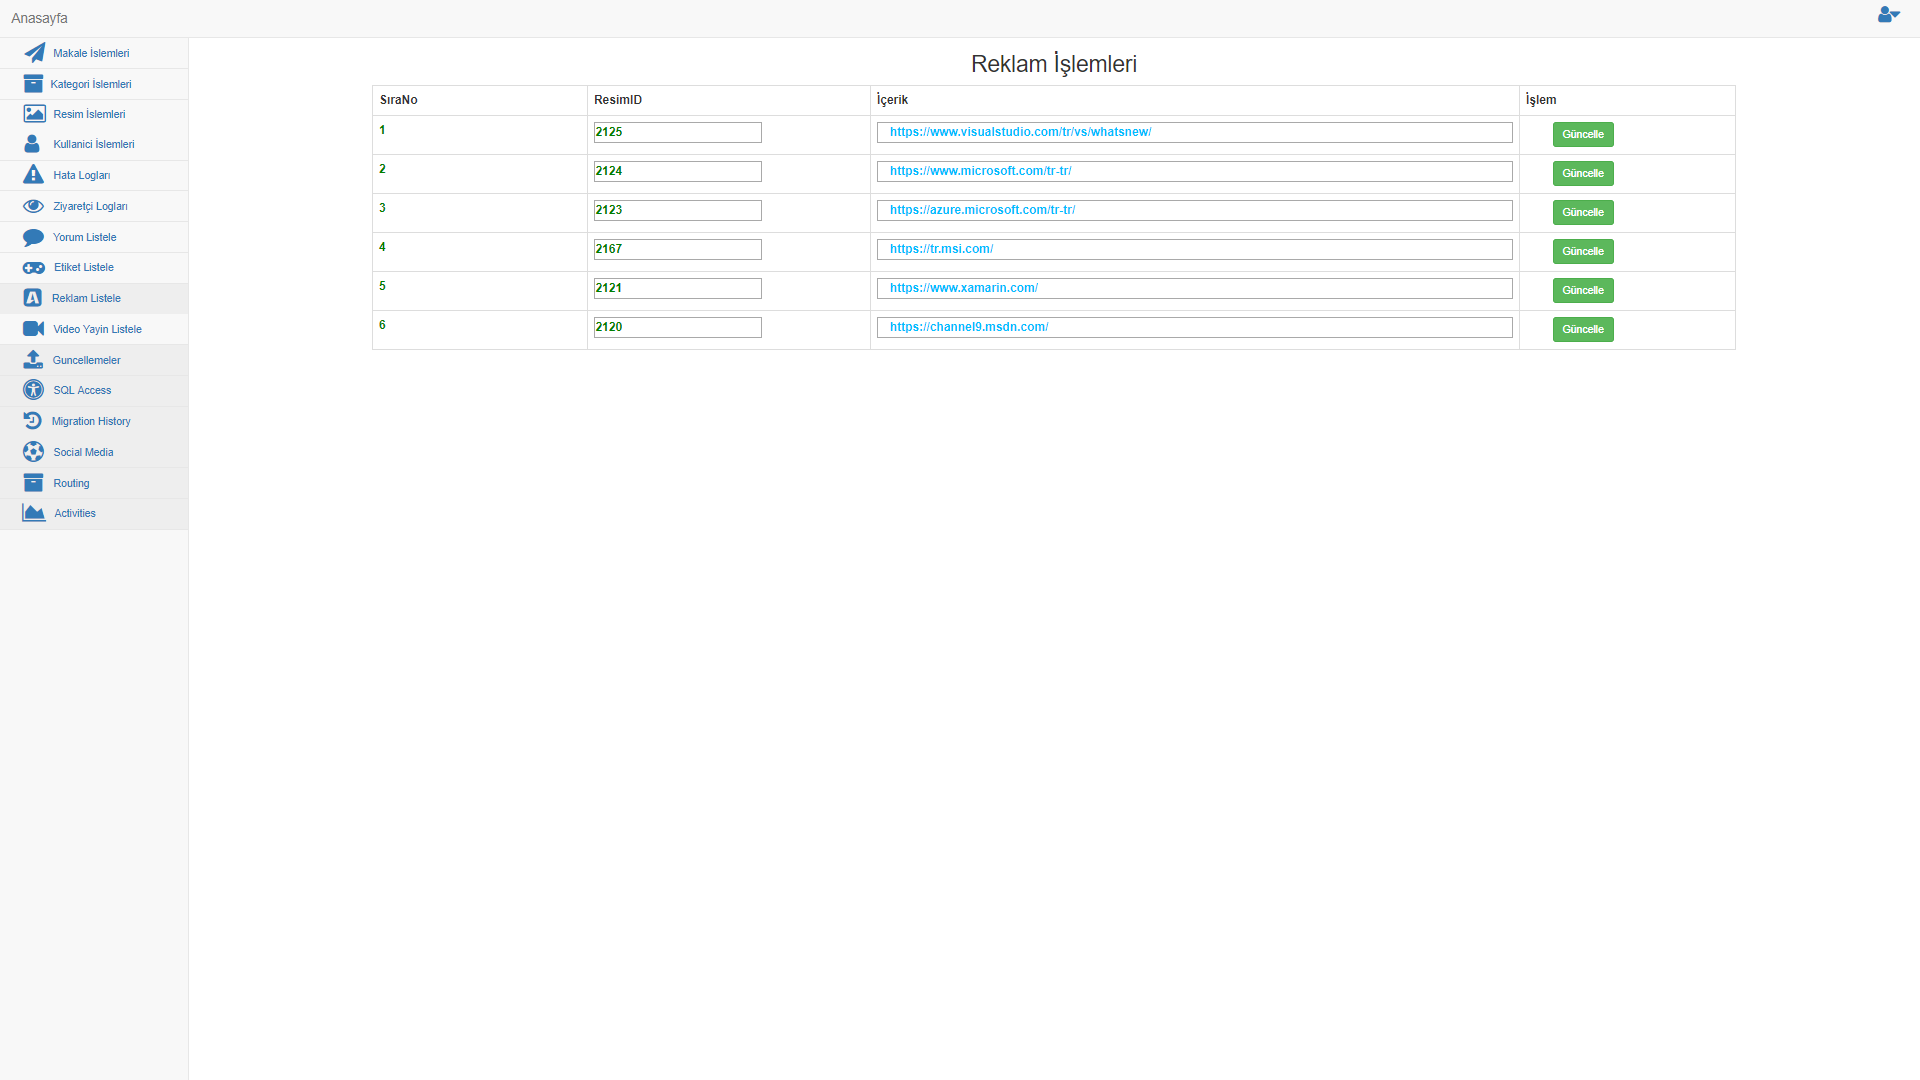 Anasayfa
Makale İslemleri
Kategori İslemleri
Resim İslemleri
Kullanici İslemleri
Hata Logları
Ziyaretçi Logları
Yorum Listele
Etiket Listele
Reklam Listele
Video Yayin Listele
Guncellemeler
SQL Access
Migration History
Social Media
Routing
Activities
Reklam İşlemleri
SıraNo ResimID İçerik İşlem
1 2125 https://www.visualstudio.com/tr/vs/whatsnew/ Güncelle
2 2124 https://www.microsoft.com/tr-tr/ Güncelle
3 2123 https://azure.microsoft.com/tr-tr/ Güncelle
4 2167 https://tr.msi.com/ Güncelle
5 2121 https://www.xamarin.com/ Güncelle
6 2120 https://channel9.msdn.com/ Güncelle